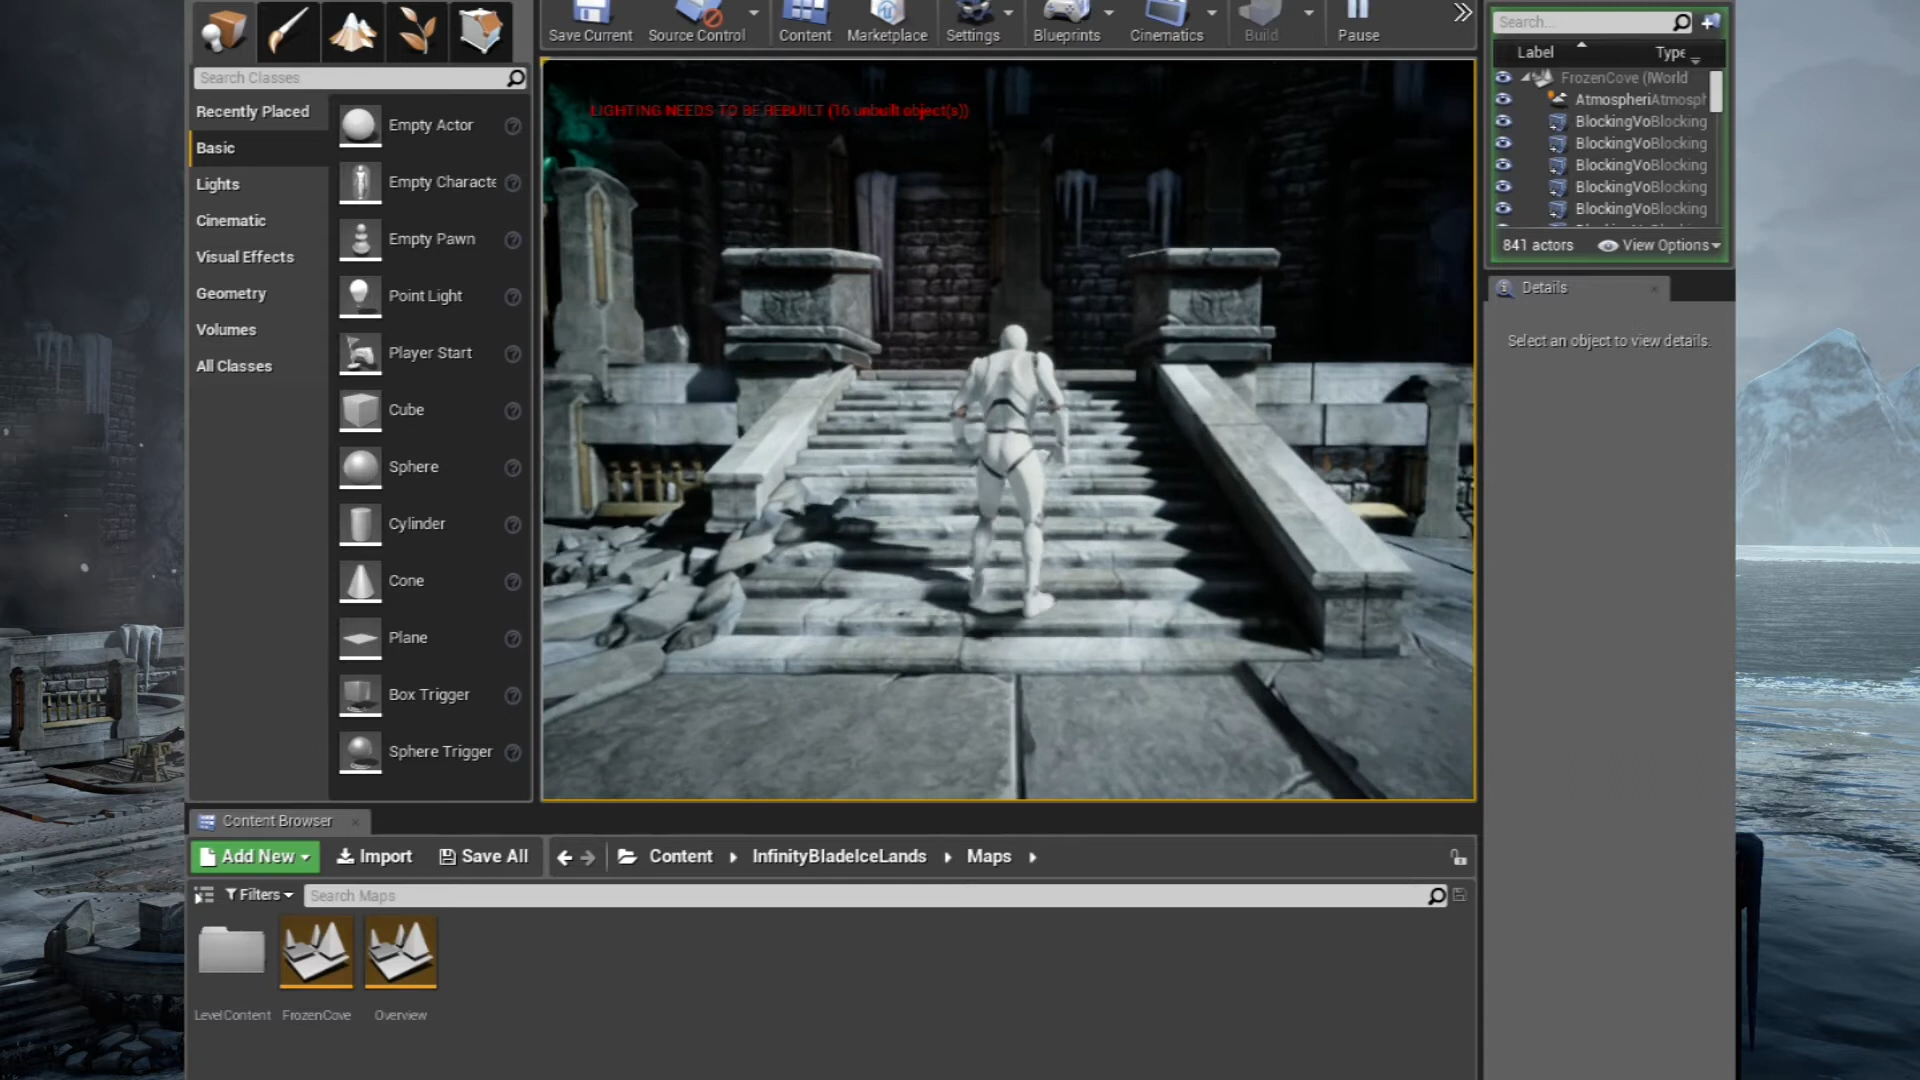 Save Current
Source Control
Content
Marketplace
Settings
Blueprints
Cinematics
Build
Pause
Search Classes
Recently Placed
Basic
Lights
Cinematic
Visual Effects
Geometry
Volumes
All Classes
Empty Actor
Empty Characte
Empty Pawn
Point Light
Player Start
Cube
Sphere
Cylinder
Cone
Plane
Box Trigger
Sphere Trigger
LIGHTING NEEDS TO BE REBUILT (16 unbuilt object(s))
Search...
Label Type
FrozenCove (World
AtmospheriAtmosph
BlockingVoBlocking
BlockingVoBlocking
BlockingVoBlocking
BlockingVoBlocking
BlockingVoBlocking
841 actors View Options
Details
Select an object to view details.
Content Browser
Add New Import Save All Content InfinityBladeIceLands Maps
Filters Search Maps
LevelContent FrozenCove Overview